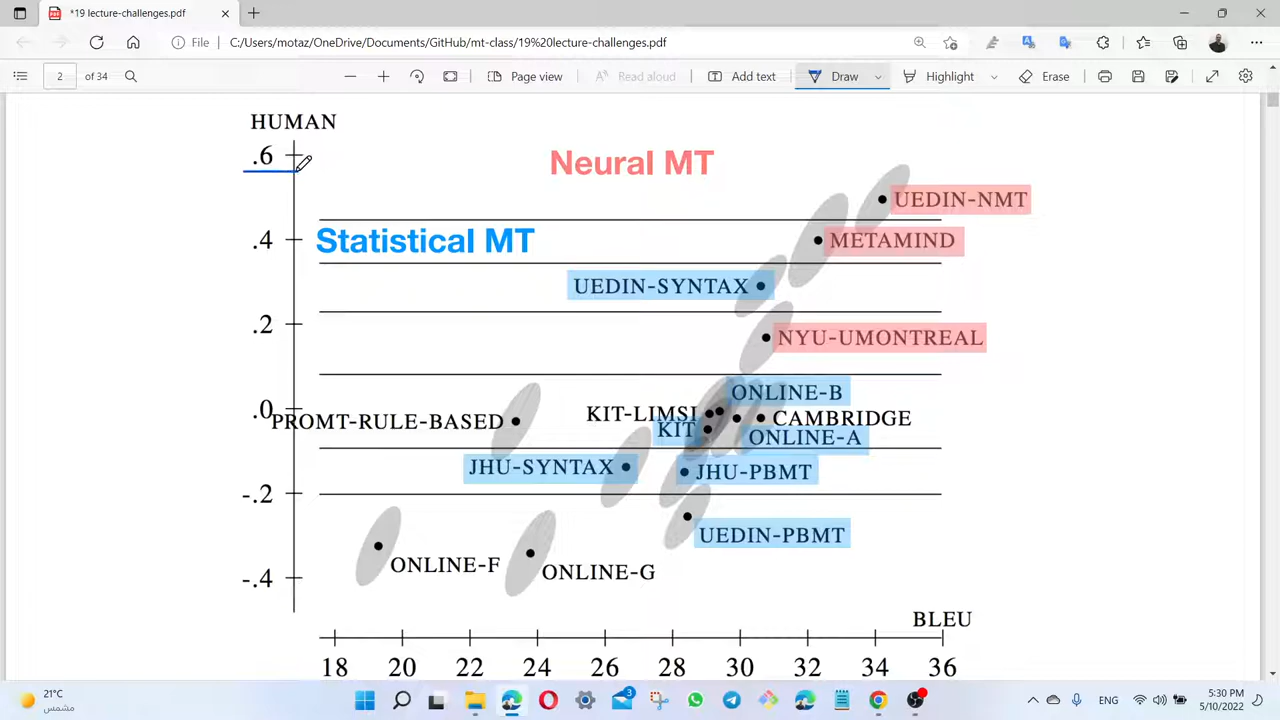 *19 lecture-challenges.pdf
File C:/Users/motaz/OneDrive/Documents/GitHub/mt-class/19%20lecture-challenges.pdf
2 of 34 Page view Read aloud Add text Draw Highlight Erase
HUMAN
.6
Neural MT
UEDIN-NMT
.4
Statistical MT
METAMIND
UEDIN-SYNTAX
.2
NYU-UMONTREAL
ONLINE-B
.0
KIT-LIMSI
CAMBRIDGE
PROMT-RULE-BASED
KIT
ONLINE-A
JHU-SYNTAX
JHU-PBMT
-.2
UEDIN-PBMT
ONLINE-F
ONLINE-G
-.4
BLEU
18 20 22 24 26 28 30 32 34 36
21°C
مشمس
3
ENG
5:30 PM
5/10/2022